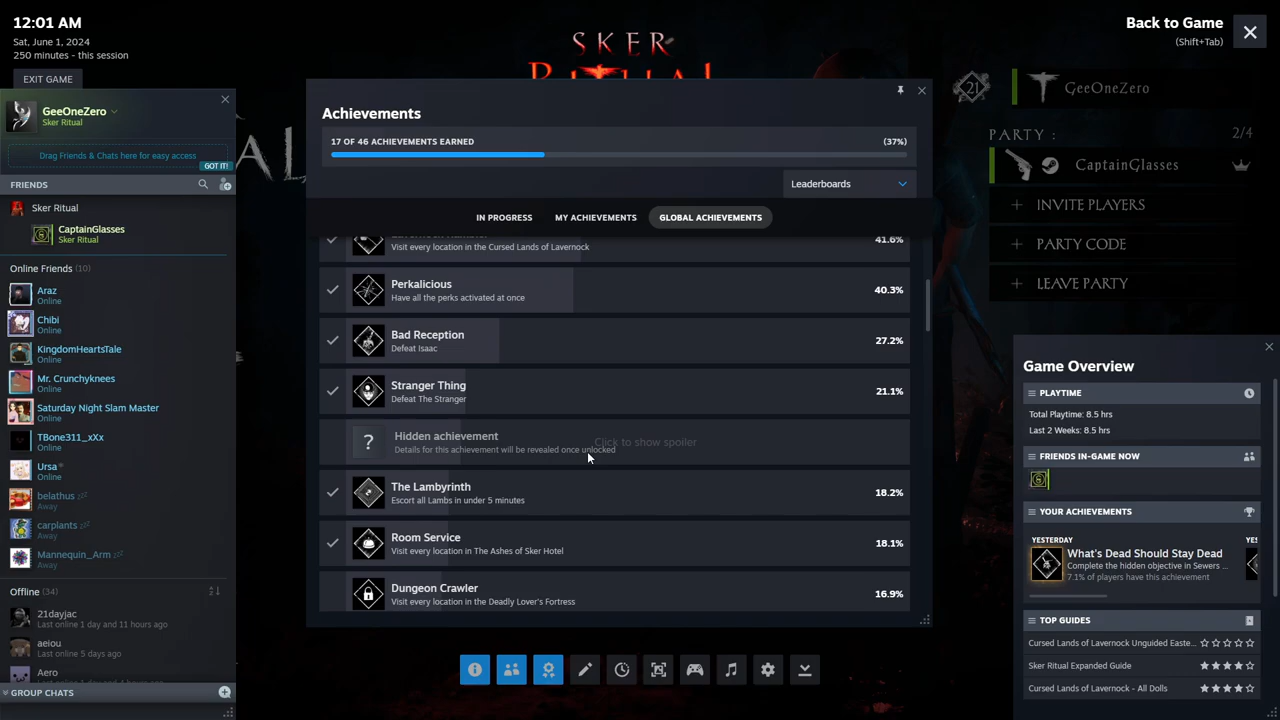 12:01 AM
Sat, June 1, 2024
250 minutes - this session
EXIT GAME
SKER
RITUAL
Back to Game
(Shift+Tab)
GeeOneZero
Sker Ritual
Drag Friends & Chats here for easy access
GOT IT!
FRIENDS
Sker Ritual
CaptainGlasses
Sker Ritual
Online Friends (10)
Araz
Online
Chibi
Online
KingdomHeartsTale
Online
Mr. Crunchyknees
Online
Saturday Night Slam Master
Online
TBone311_xXx
Online
Ursa
Online
belathus
Away
carplants
Away
Mannequin_Arm
Away
Offline (34)
21dayjac
Last online 1 day and 11 hours ago
aeiou
Last online 5 days ago
Aero
GROUP CHATS
Achievements
17 OF 46 ACHIEVEMENTS EARNED
(37%)
Leaderboards
IN PROGRESS
MY ACHIEVEMENTS
GLOBAL ACHIEVEMENTS
Visit every location in the Cursed Lands of Lavernock
41.6%
Perkalicious
Have all the perks activated at once
40.3%
Bad Reception
Defeat Isaac
27.2%
Stranger Thing
Defeat The Stranger
21.1%
Hidden achievement
Details for this achievement will be revealed once unlocked
Click to show spoiler
The Lambyrinth
Escort all Lambs in under 5 minutes
18.2%
Room Service
Visit every location in The Ashes of Sker Hotel
18.1%
Dungeon Crawler
Visit every location in the Deadly Lover's Fortress
16.9%
21
GeeOneZero
PARTY :
2/4
CaptainGlasses
+ INVITE PLAYERS
+ PARTY CODE
+ LEAVE PARTY
Game Overview
PLAYTIME
Total Playtime: 8.5 hrs
Last 2 Weeks: 8.5 hrs
FRIENDS IN-GAME NOW
YOUR ACHIEVEMENTS
YESTERDAY
YES
What's Dead Should Stay Dead
Complete the hidden objective in Sewers ...
7.1% of players have this achievement
TOP GUIDES
Cursed Lands of Lavernock Unguided Easte...
Sker Ritual Expanded Guide
Cursed Lands of Lavernock - All Dolls